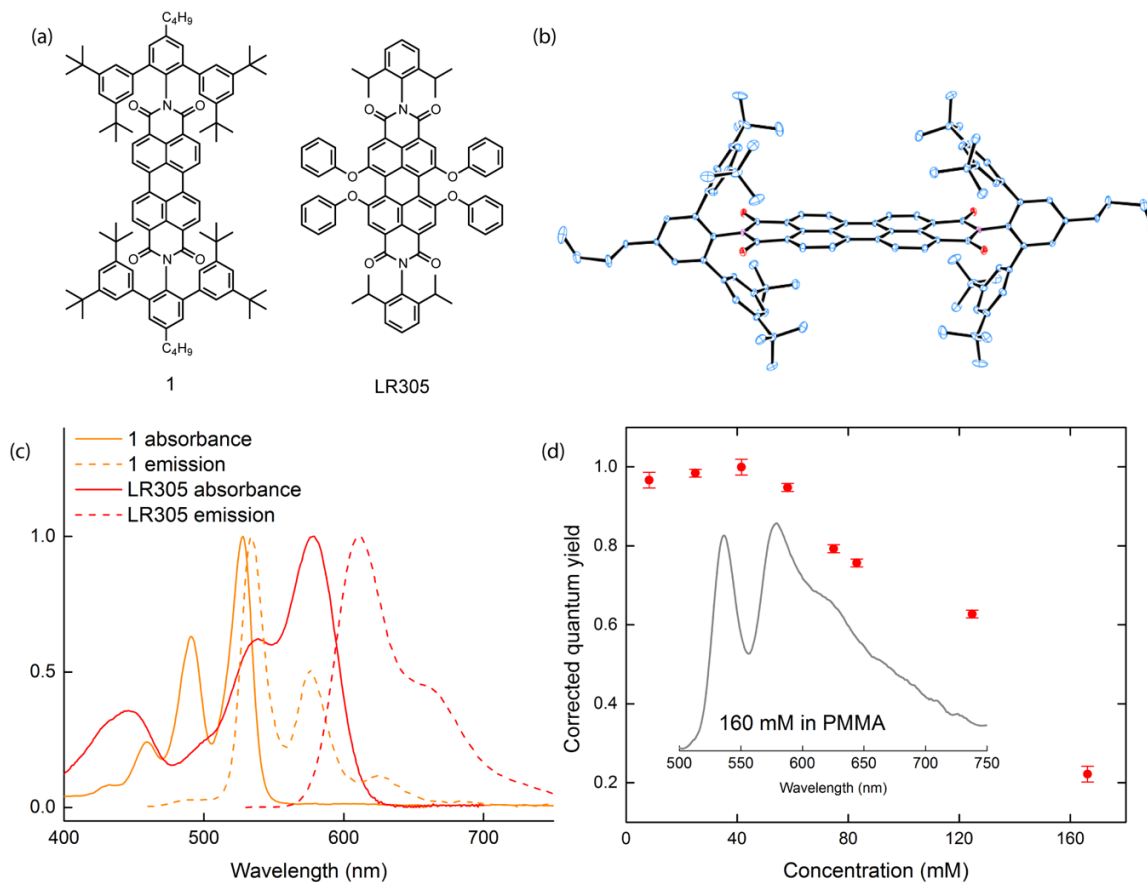 (a)
C4H9
N
O
O
N
O
O
C4H9
1
N
O
O
O
O
O
O
N
O
O
LR305
(b)
(c)
1 absorbance
1 emission
LR305 absorbance
LR305 emission
1.0
0.5
0.0
400
500
600
700
Wavelength (nm)
(d)
Corrected quantum yield
1.0
0.8
0.6
0.4
0.2
160 mM in PMMA
500
550
600
650
700
750
Wavelength (nm)
0
40
80
120
160
Concentration (mM)